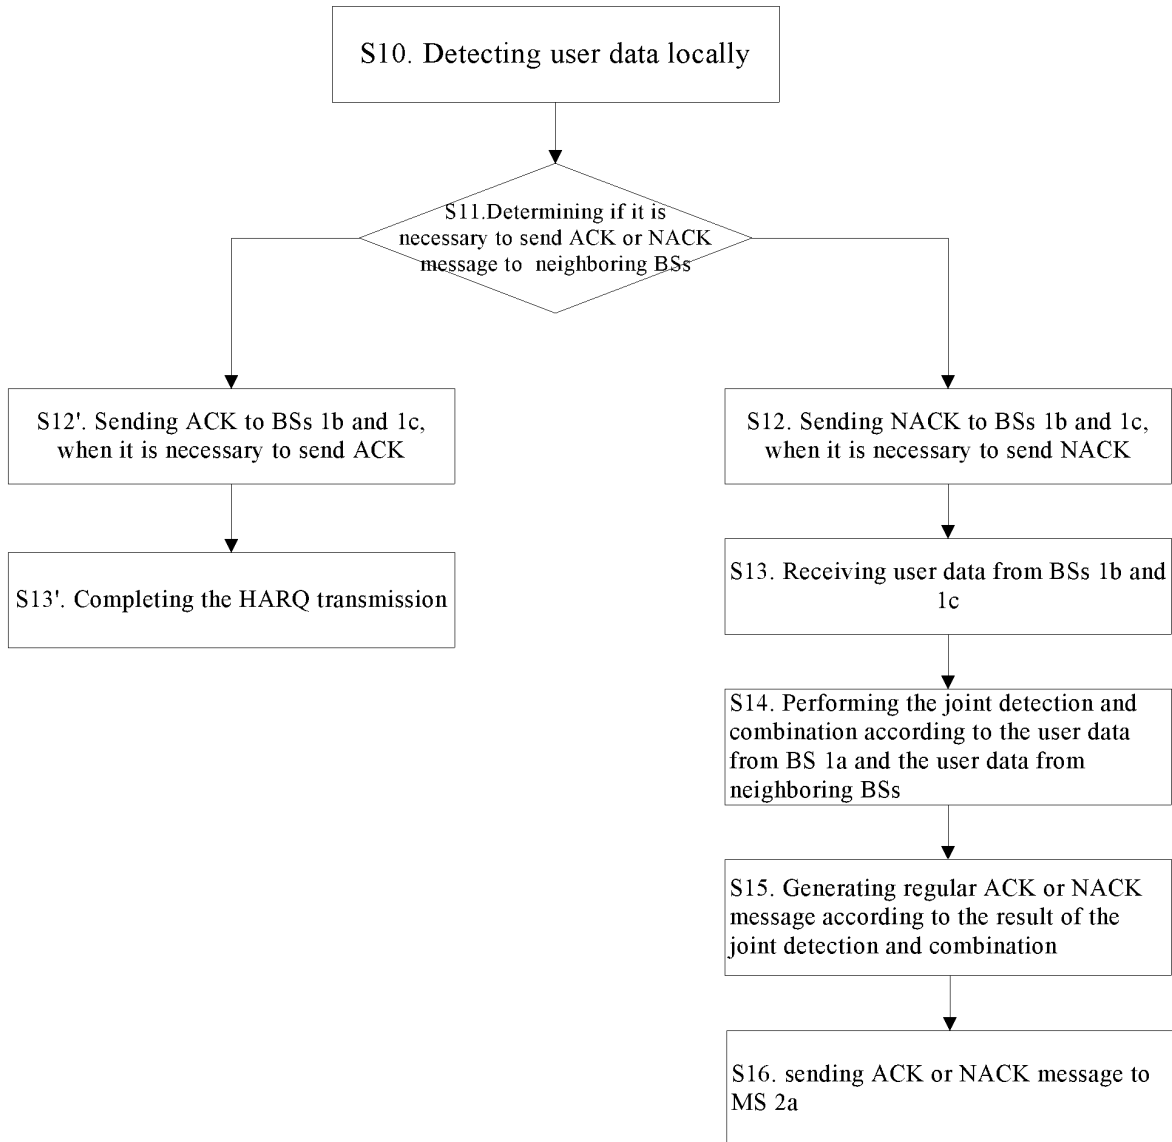 S10. Detecting user data locally
S11.Determining if it is
necessary to send ACK or NACK
message to neighboring BSs
S12'. Sending ACK to BSs 1b and 1c,
when it is necessary to send ACK
S13'. Completing the HARQ transmission
S12. Sending NACK to BSs 1b and 1c,
when it is necessary to send NACK
S13. Receiving user data from BSs 1b and
1c
S14. Performing the joint detection and
combination according to the user data
from BS 1a and the user data from
neighboring BSs
S15. Generating regular ACK or NACK
message according to the result of the
joint detection and combination
S16. sending ACK or NACK message to
MS 2a